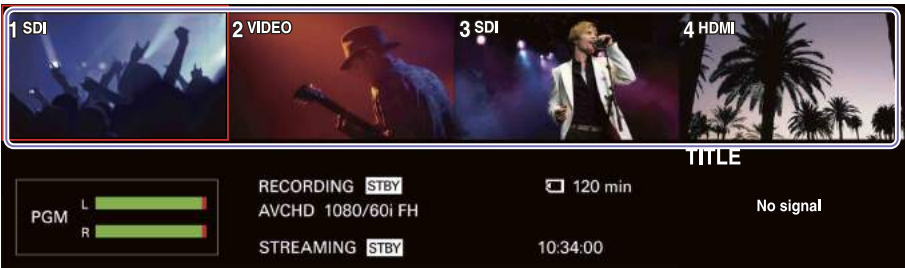 1 SDI
2 VIDEO
3 SDI
4 HDMI
TITLE
PGM
L
R
RECORDING STBY
120 min
AVCHD 1080/60i FH
No signal
STREAMING STBY
10:34:00